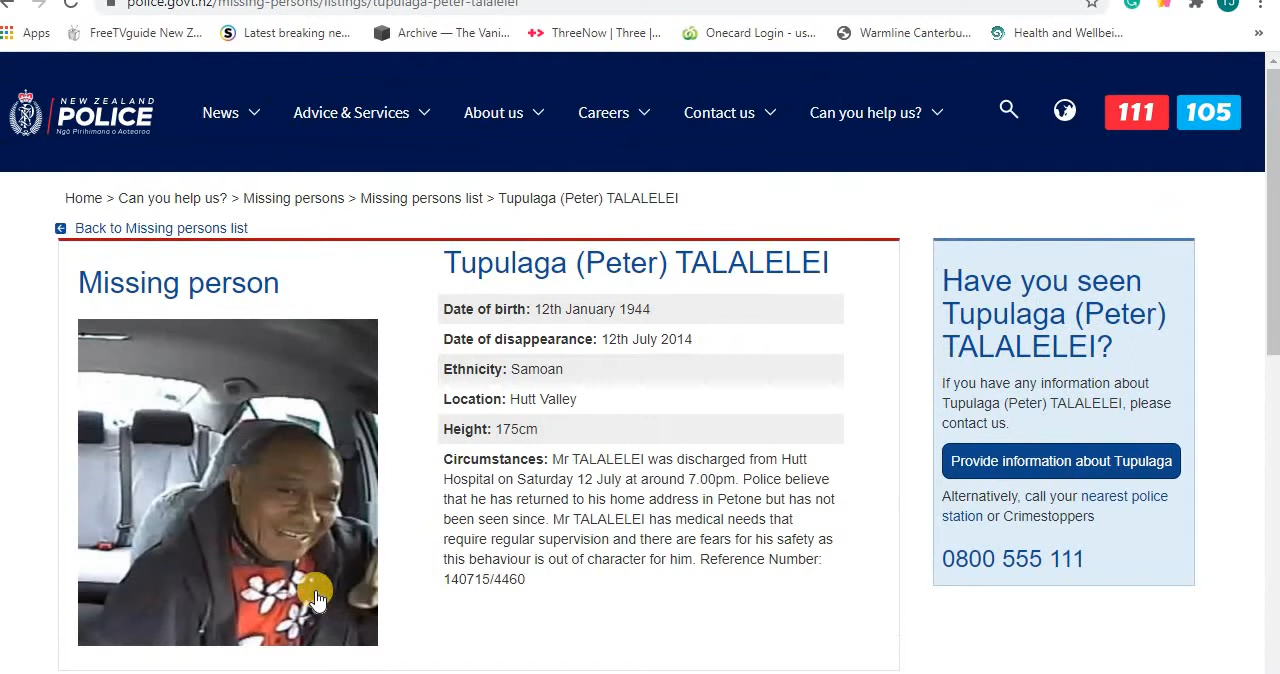 police.govt.nz/missing-persons/listings/tupulaga-peter-talalelei
Apps FreeTVguide New Z... Latest breaking ne... Archive — The Vani... ThreeNow | Three |... Onecard Login - us... Warmline Canterbu... Health and Wellbei... »
NEW ZEALAND
POLICE
Ngā Pirihimana o Aotearoa
News Advice & Services About us Careers Contact us Can you help us? 111 105
Home > Can you help us? > Missing persons > Missing persons list > Tupulaga (Peter) TALALELEI
Back to Missing persons list
Missing person
Tupulaga (Peter) TALALELEI
Date of birth: 12th January 1944
Date of disappearance: 12th July 2014
Ethnicity: Samoan
Location: Hutt Valley
Height: 175cm
Circumstances: Mr TALALELEI was discharged from Hutt
Hospital on Saturday 12 July at around 7.00pm. Police believe
that he has returned to his home address in Petone but has not
been seen since. Mr TALALELEI has medical needs that
require regular supervision and there are fears for his safety as
this behaviour is out of character for him. Reference Number:
140715/4460
Have you seen
Tupulaga (Peter)
TALALELEI?
If you have any information about
Tupulaga (Peter) TALALELEI, please
contact us.
Provide information about Tupulaga
Alternatively, call your nearest police
station or Crimestoppers
0800 555 111